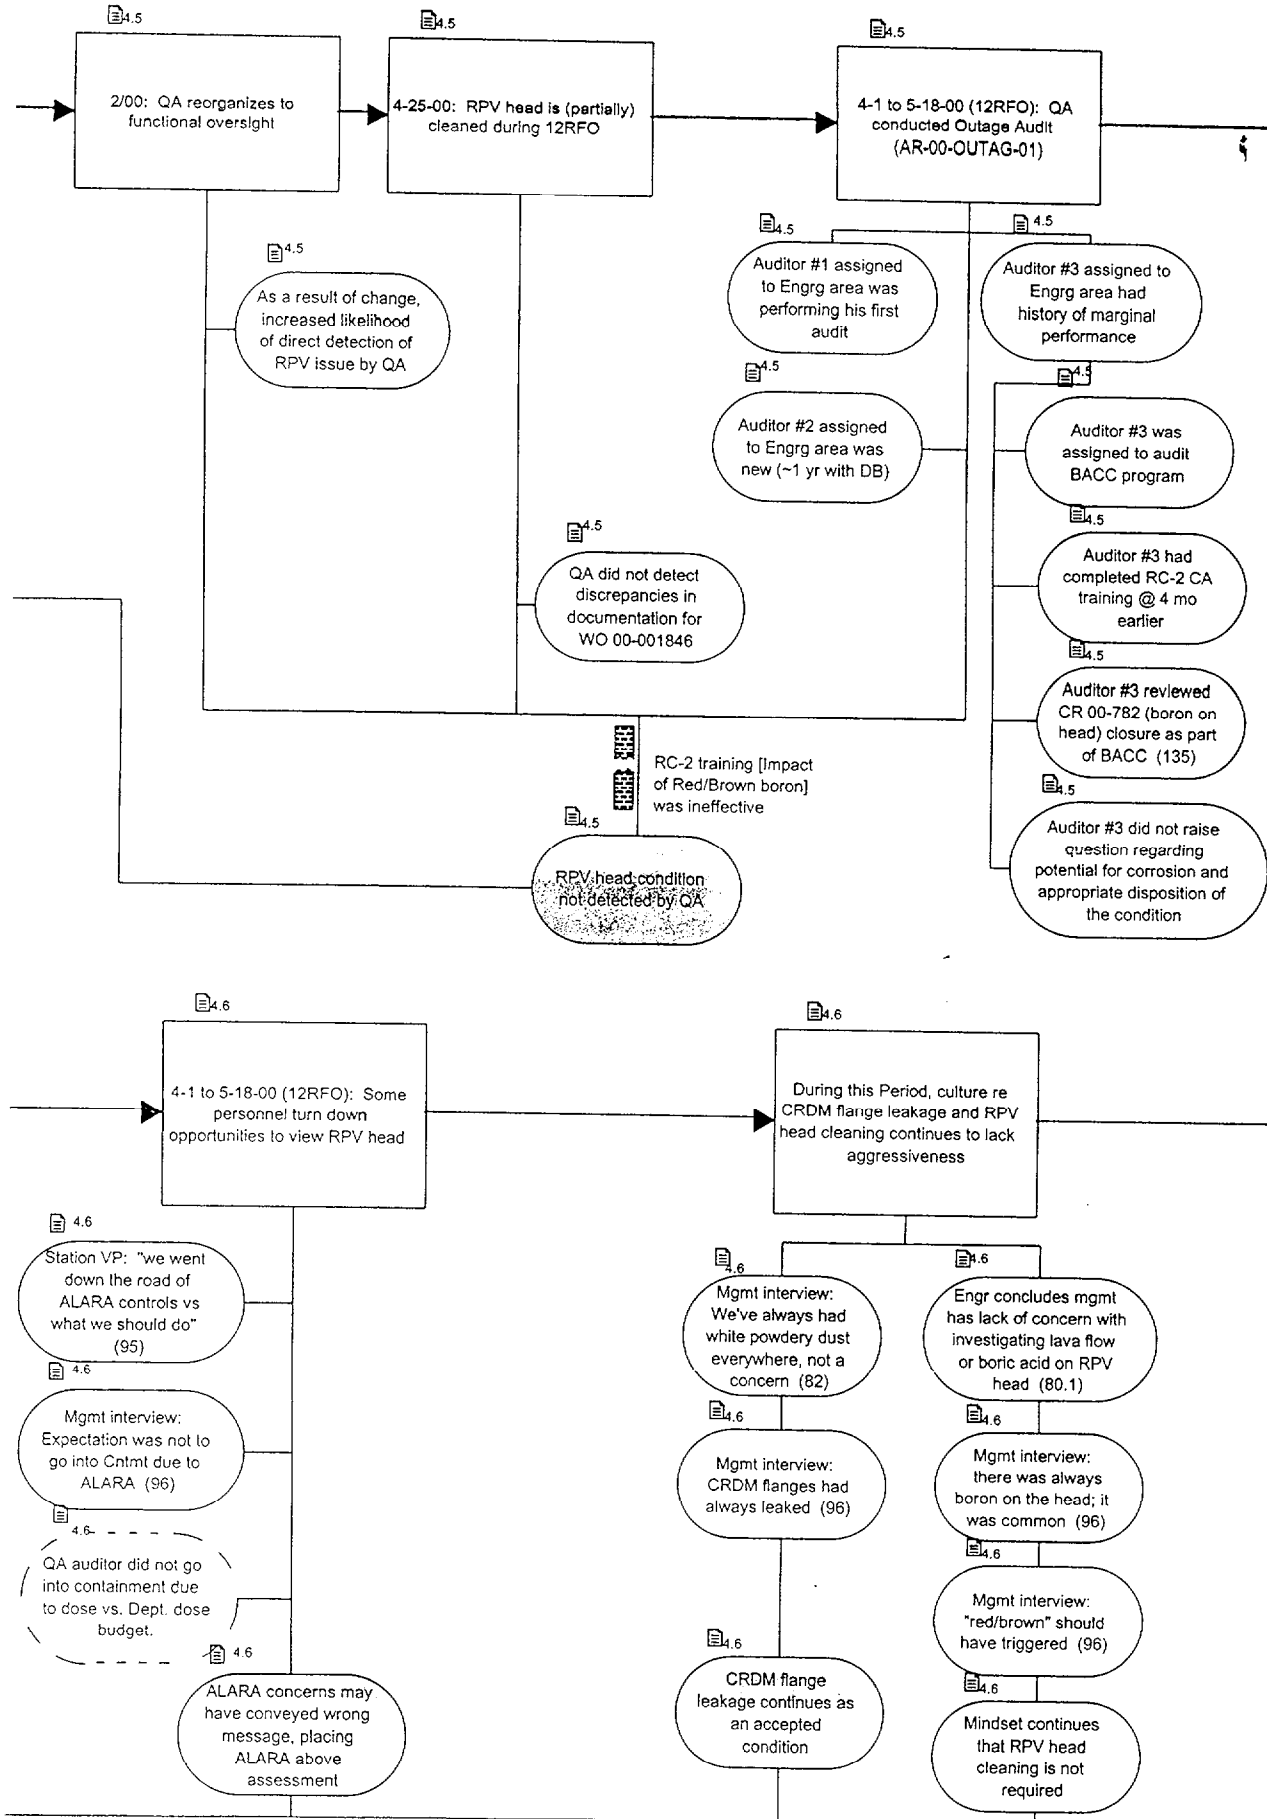 4.5
2/00: QA reorganizes to
functional oversight
4.5
4-25-00: RPV head is (partially)
cleaned during 12RFO
4.5
4-1 to 5-18-00 (12RFO): QA
conducted Outage Audit
(AR-00-OUTAG-01)
4.5
As a result of change,
increased likelihood
of direct detection of
RPV issue by QA
4.5
QA did not detect
discrepancies in
documentation for
WO 00-001846
4.5
Auditor #1 assigned
to Engrg area was
performing his first
audit
4.5
Auditor #2 assigned
to Engrg area was
new (~1 yr with DB)
4.5
Auditor #3 assigned to
Engrg area had
history of marginal
performance
4.5
Auditor #3 was
assigned to audit
BACC program
4.5
Auditor #3 had
completed RC-2 CA
training @ 4 mo
earlier
4.5
Auditor #3 reviewed
CR 00-782 (boron on
head) closure as part
of BACC (135)
4.5
Auditor #3 did not raise
question regarding
potential for corrosion and
appropriate disposition of
the condition
RC-2 training [Impact
of Red/Brown boron]
was ineffective
4.5
RPV head condition
not detected by QA
4.6
4-1 to 5-18-00 (12RFO): Some
personnel turn down
opportunities to view RPV head
4.6
During this Period, culture re
CRDM flange leakage and RPV
head cleaning continues to lack
aggressiveness
4.6
Station VP: "we went
down the road of
ALARA controls vs
what we should do"
(95)
4.6
Mgmt interview:
Expectation was not to
go into Cntmt due to
ALARA (96)
4.6
QA auditor did not go
into containment due
to dose vs. Dept. dose
budget.
4.6
ALARA concerns may
have conveyed wrong
message, placing
ALARA above
assessment
4.6
Mgmt interview:
We've always had
white powdery dust
everywhere, not a
concern (82)
4.6
Mgmt interview:
CRDM flanges had
always leaked (96)
4.6
CRDM flange
leakage continues as
an accepted
condition
4.6
Engr concludes mgmt
has lack of concern with
investigating lava flow
or boric acid on RPV
head (80.1)
4.6
Mgmt interview:
there was always
boron on the head; it
was common (96)
4.6
Mgmt interview:
"red/brown" should
have triggered (96)
4.6
Mindset continues
that RPV head
cleaning is not
required